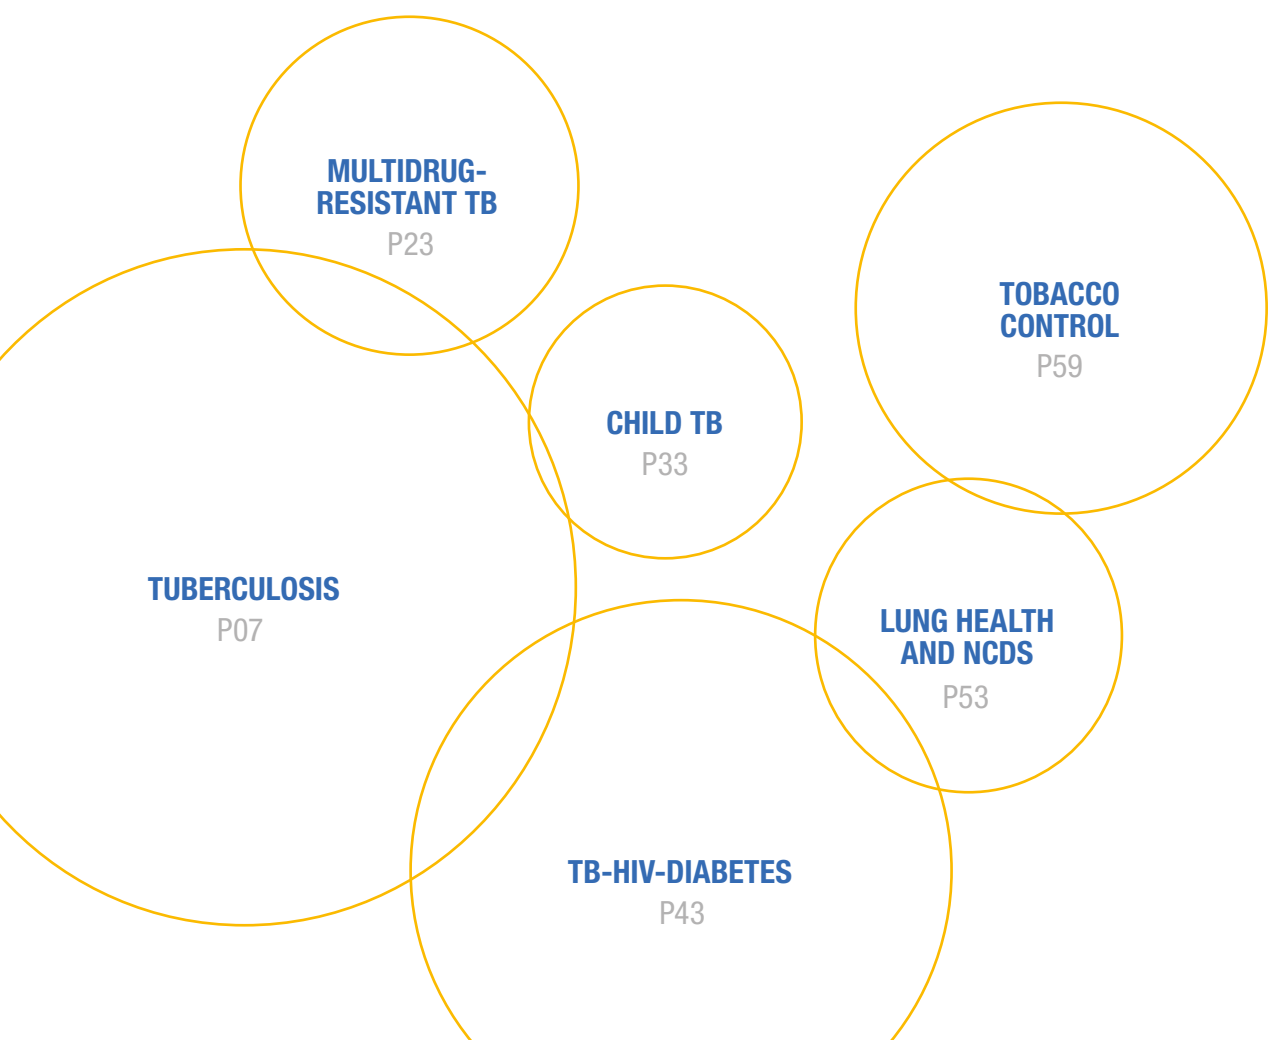 MULTIDRUG-
RESISTANT TB
P23
TOBACCO
CONTROL
P59
CHILD TB
P33
TUBERCULOSIS
P07
LUNG HEALTH
AND NCDS
P53
TB-HIV-DIABETES
P43